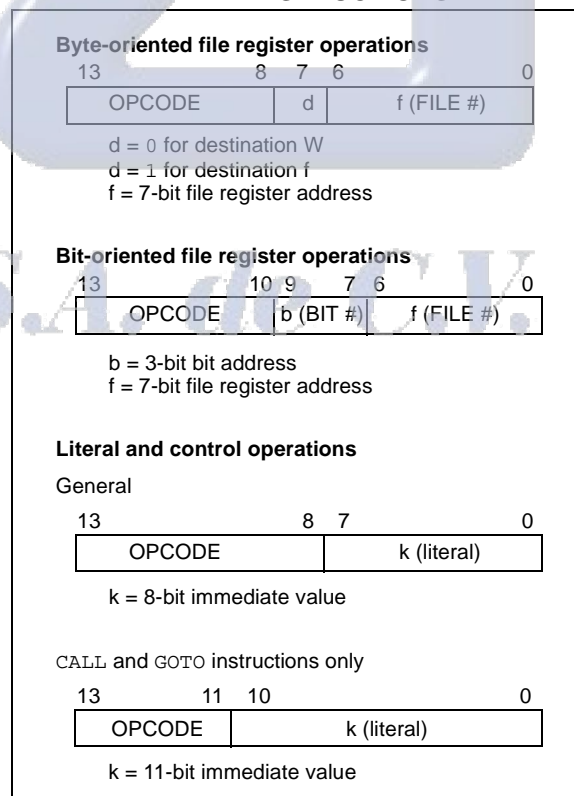 Byte-oriented file register operations
13 8 7 6 0
OPCODE d f (FILE #)
d = 0 for destination W
d = 1 for destination f
f = 7-bit file register address
Bit-oriented file register operations
13 10 9 7 6 0
OPCODE b (BIT #) f (FILE #)
b = 3-bit bit address
f = 7-bit file register address
S.A. de C.V.
Literal and control operations
General
13 8 7 0
OPCODE k (literal)
k = 8-bit immediate value
CALL and GOTO instructions only
13 11 10 0
OPCODE k (literal)
k = 11-bit immediate value